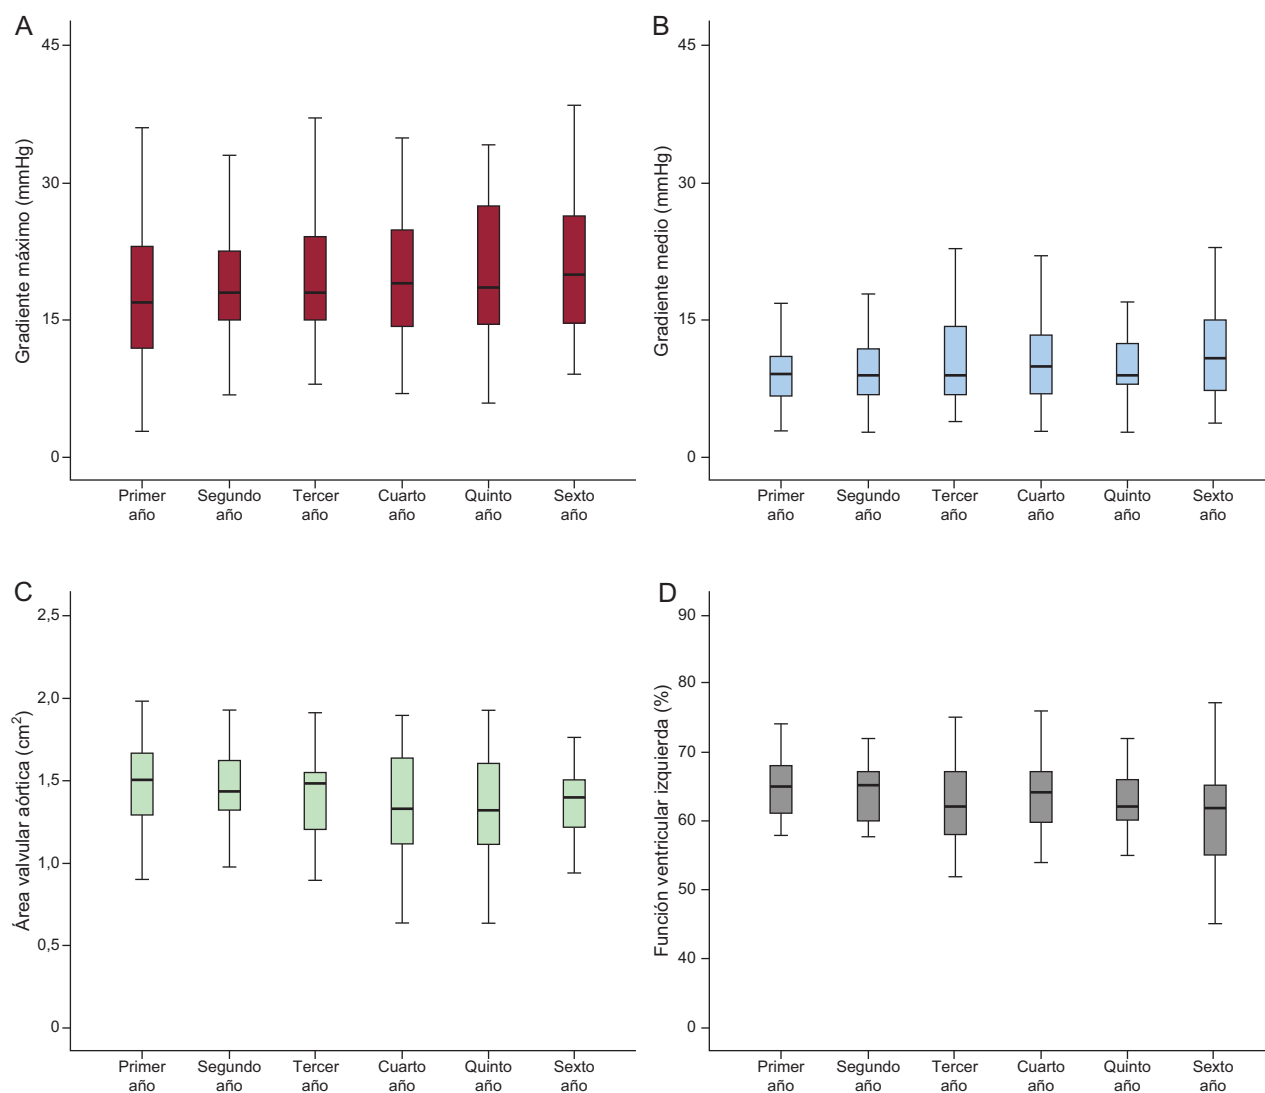 A
Gradiente máximo (mmHg)
45
30
15
0
Primer año
Segundo año
Tercer año
Cuarto año
Quinto año
Sexto año
B
Gradiente medio (mmHg)
45
30
15
0
Primer año
Segundo año
Tercer año
Cuarto año
Quinto año
Sexto año
C
Área valvular aórtica (cm²)
2,5
2,0
1,5
1,0
0,5
0
Primer año
Segundo año
Tercer año
Cuarto año
Quinto año
Sexto año
D
Función ventricular izquierda (%)
90
80
70
60
50
40
0
Primer año
Segundo año
Tercer año
Cuarto año
Quinto año
Sexto año